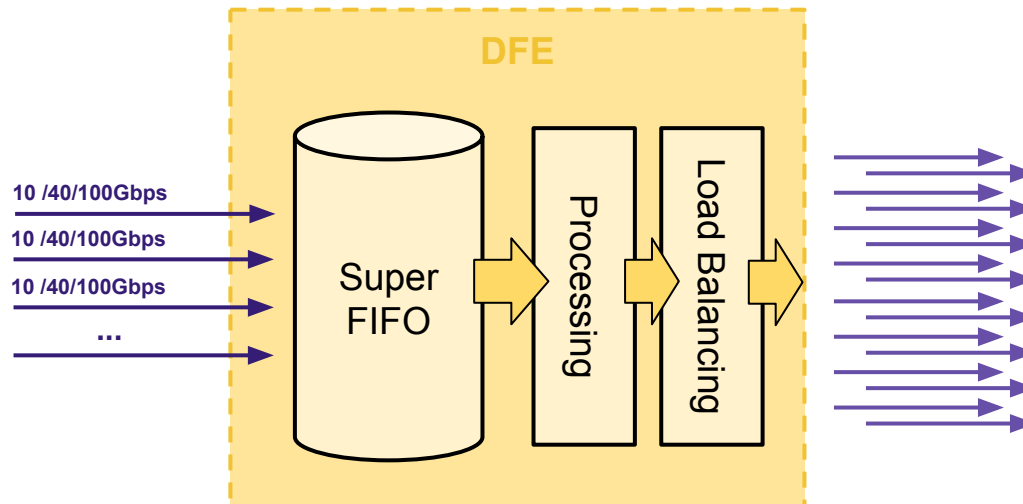 DFE
10 /40/100Gbps
10 /40/100Gbps
10 /40/100Gbps
...
Super
FIFO
Processing
Load Balancing